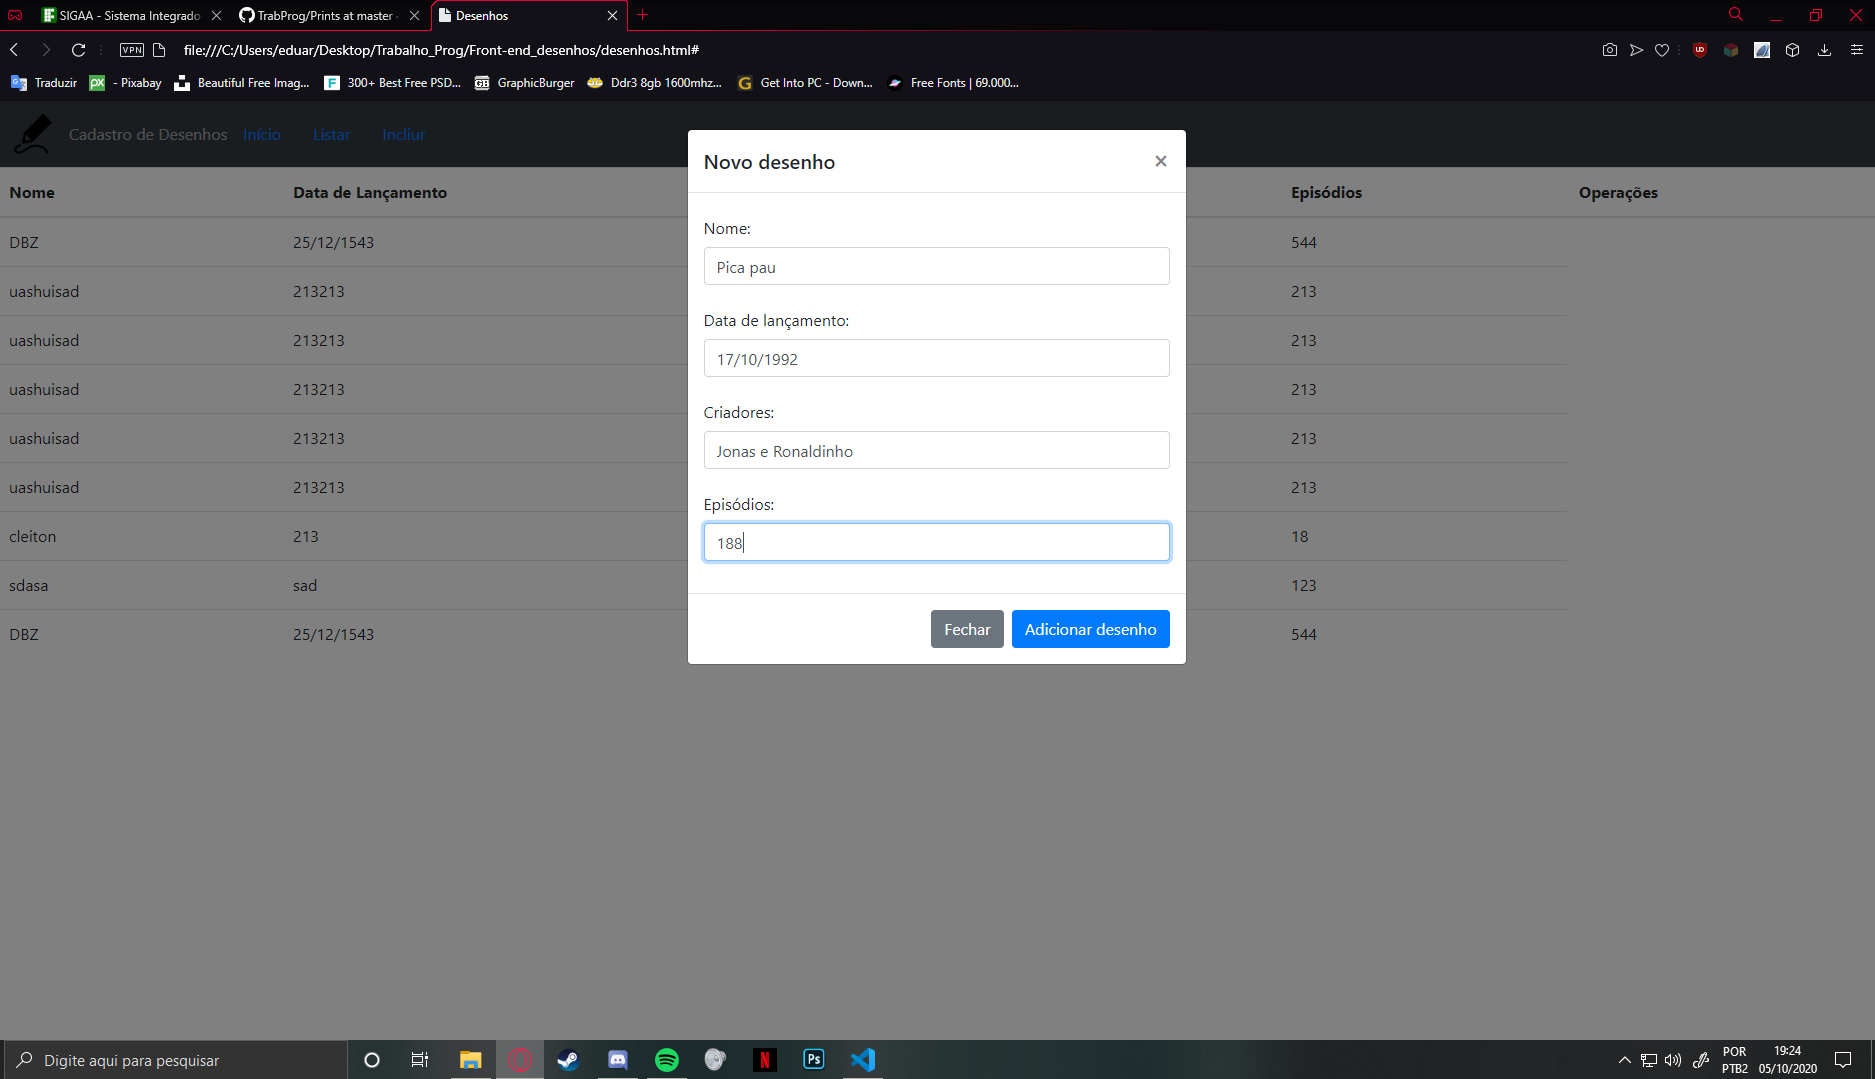 SIGAA - Sistema Integrado
TrabProg/Prints at master
Desenhos
VPN
file:///C:/Users/eduar/Desktop/Trabalho_Prog/Front-end_desenhos/desenhos.html#
Traduzir
px - Pixabay
Beautiful Free Imag...
F 300+ Best Free PSD...
GraphicBurger
Ddr3 8gb 1600mhz...
G Get Into PC - Down...
Free Fonts | 69.000...
Cadastro de Desenhos Início Listar Incliur
Nome Data de Lançamento Episódios Operações
DBZ 25/12/1543 544
uashuisad 213213 213
uashuisad 213213 213
uashuisad 213213 213
uashuisad 213213 213
uashuisad 213213 213
cleiton 213 18
sdasa sad 123
DBZ 25/12/1543 544
Novo desenho ×
Nome:
Pica pau
Data de lançamento:
17/10/1992
Criadores:
Jonas e Ronaldinho
Episódios:
188
Fechar Adicionar desenho
Digite aqui para pesquisar
N
Ps
POR
PTB2
19:24
05/10/2020